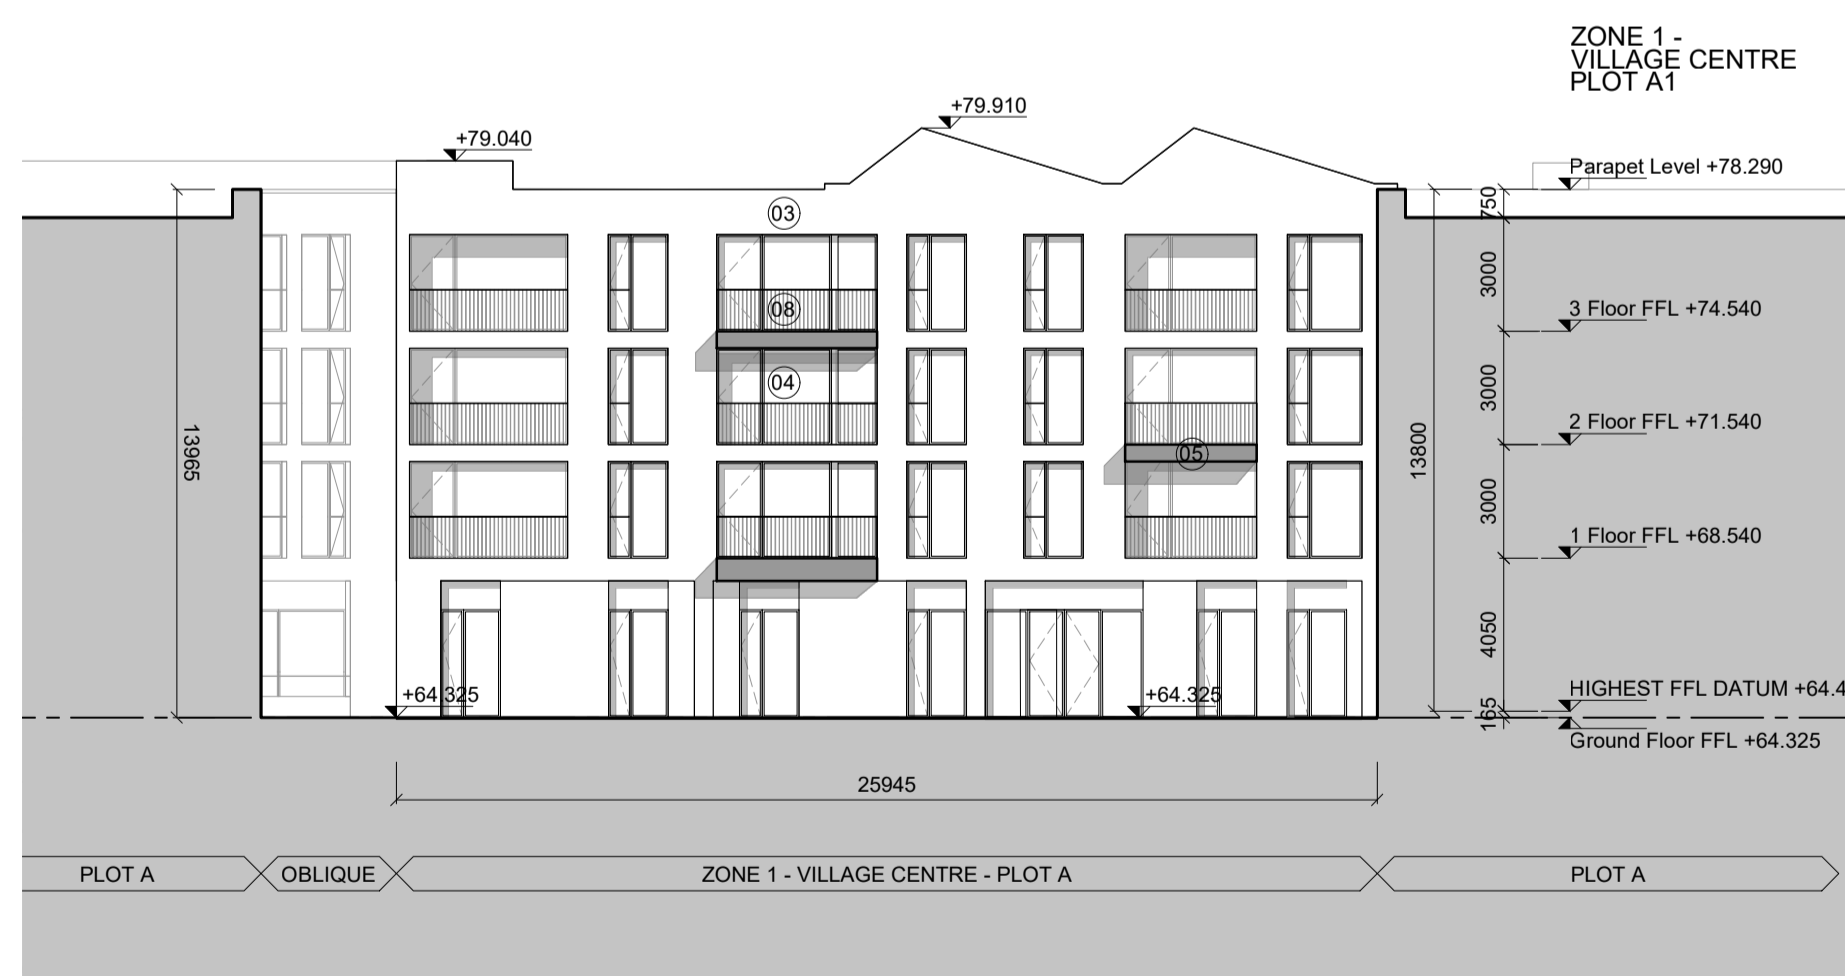 ZONE 1 -
VILLAGE CENTRE
PLOT A1
+79.910
+79.040
Parapet Level +78.290
750
03
3000
08
3 Floor FFL +74.540
04
3000
2 Floor FFL +71.540
13965
13800
05
3000
1 Floor FFL +68.540
4050
+64.325
+64.325
HIGHEST FFL DATUM +64.4
165
Ground Floor FFL +64.325
25945
PLOT A
OBLIQUE
ZONE 1 - VILLAGE CENTRE - PLOT A
PLOT A